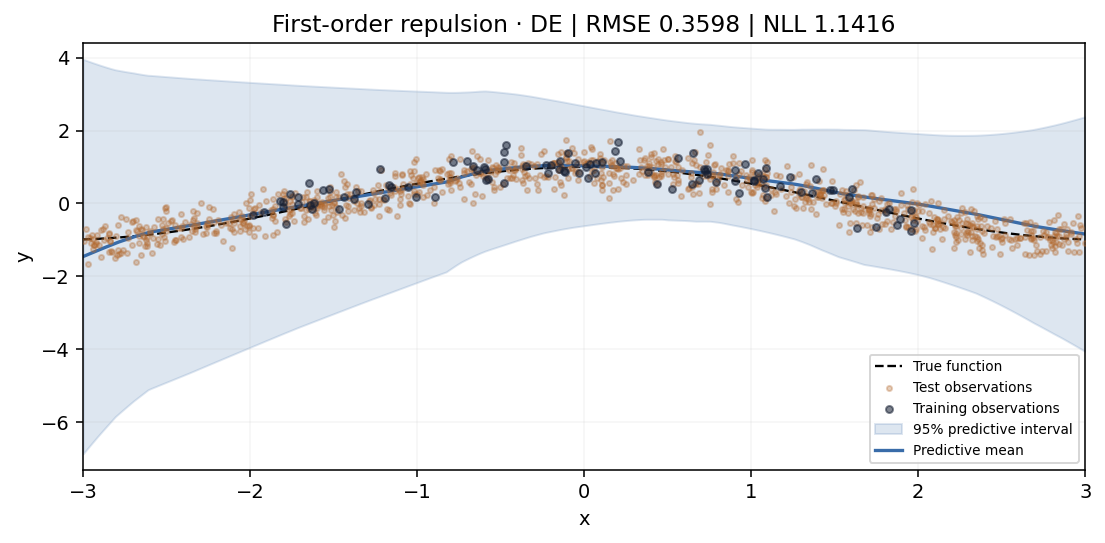 First-order repulsion · DE | RMSE 0.3598 | NLL 1.1416
4
2
0
−2
−4
−6
y
−3
−2
−1
0
1
2
3
x
True function
Test observations
Training observations
95% predictive interval
Predictive mean